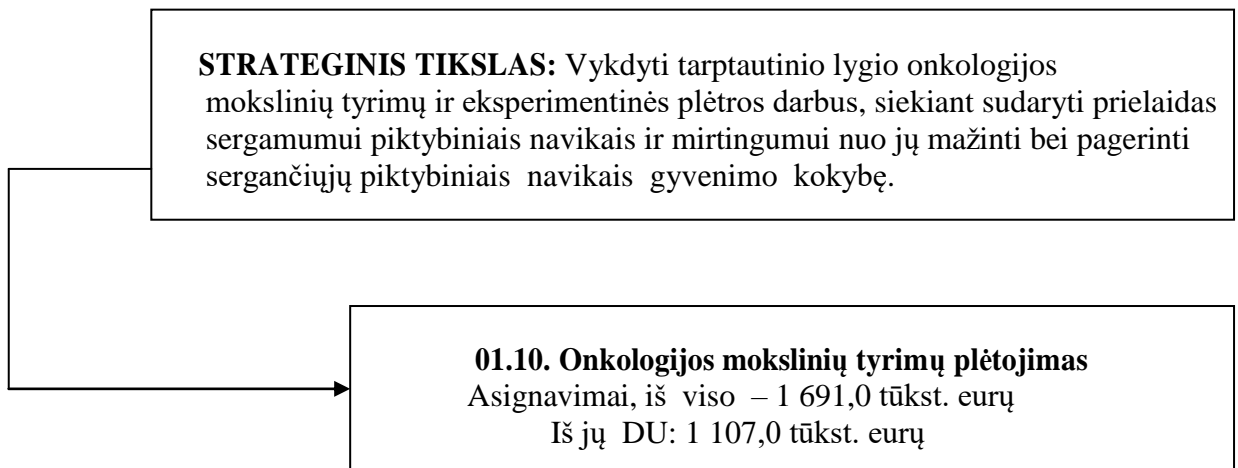 STRATEGINIS TIKSLAS: Vykdyti tarptautinio lygio onkologijos
mokslinių tyrimų ir eksperimentinės plėtros darbus, siekiant sudaryti prielaidas
sergamumui piktybiniais navikais ir mirtingumui nuo jų mažinti bei pagerinti
sergančiųjų piktybiniais navikais gyvenimo kokybę.
01.10. Onkologijos mokslinių tyrimų plėtojimas
Asignavimai, iš viso – 1 691,0 tūkst. eurų
Iš jų DU: 1 107,0 tūkst. eurų